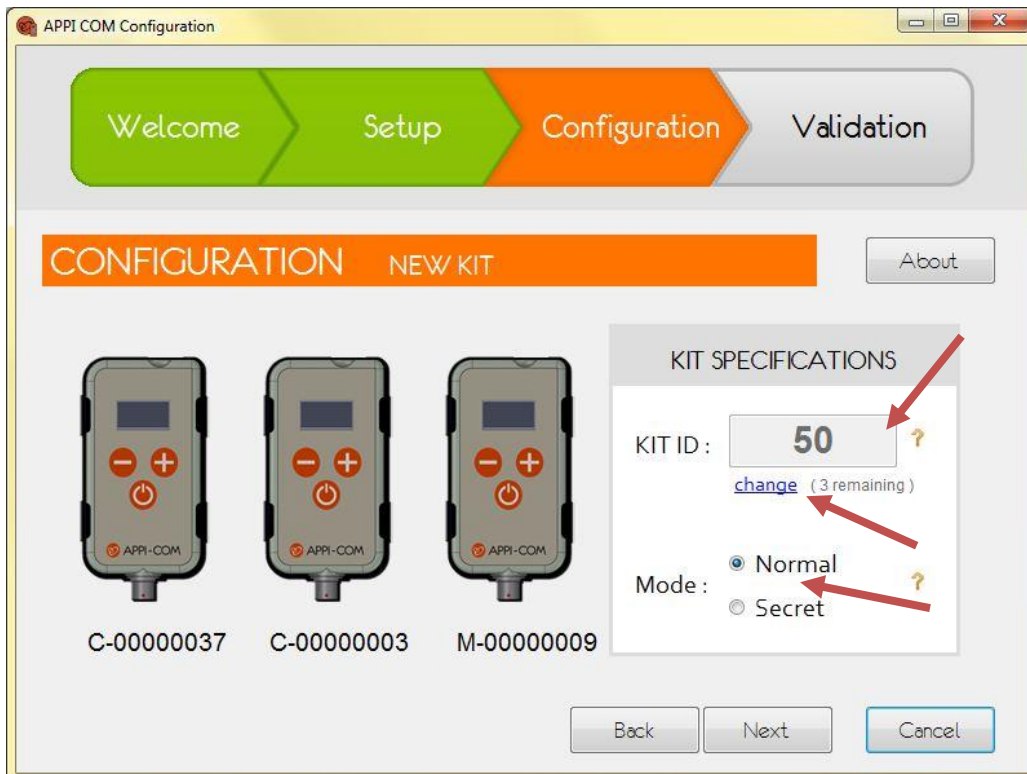 APPI COM Configuration
Welcome Setup Configuration Validation
CONFIGURATION NEW KIT
About
KIT SPECIFICATIONS
KIT ID : 50 ?
change ( 3 remaining )
Mode : Normal ?
Secret
APPI-COM APPI-COM APPI-COM
C-00000037 C-00000003 M-00000009
Back Next Cancel